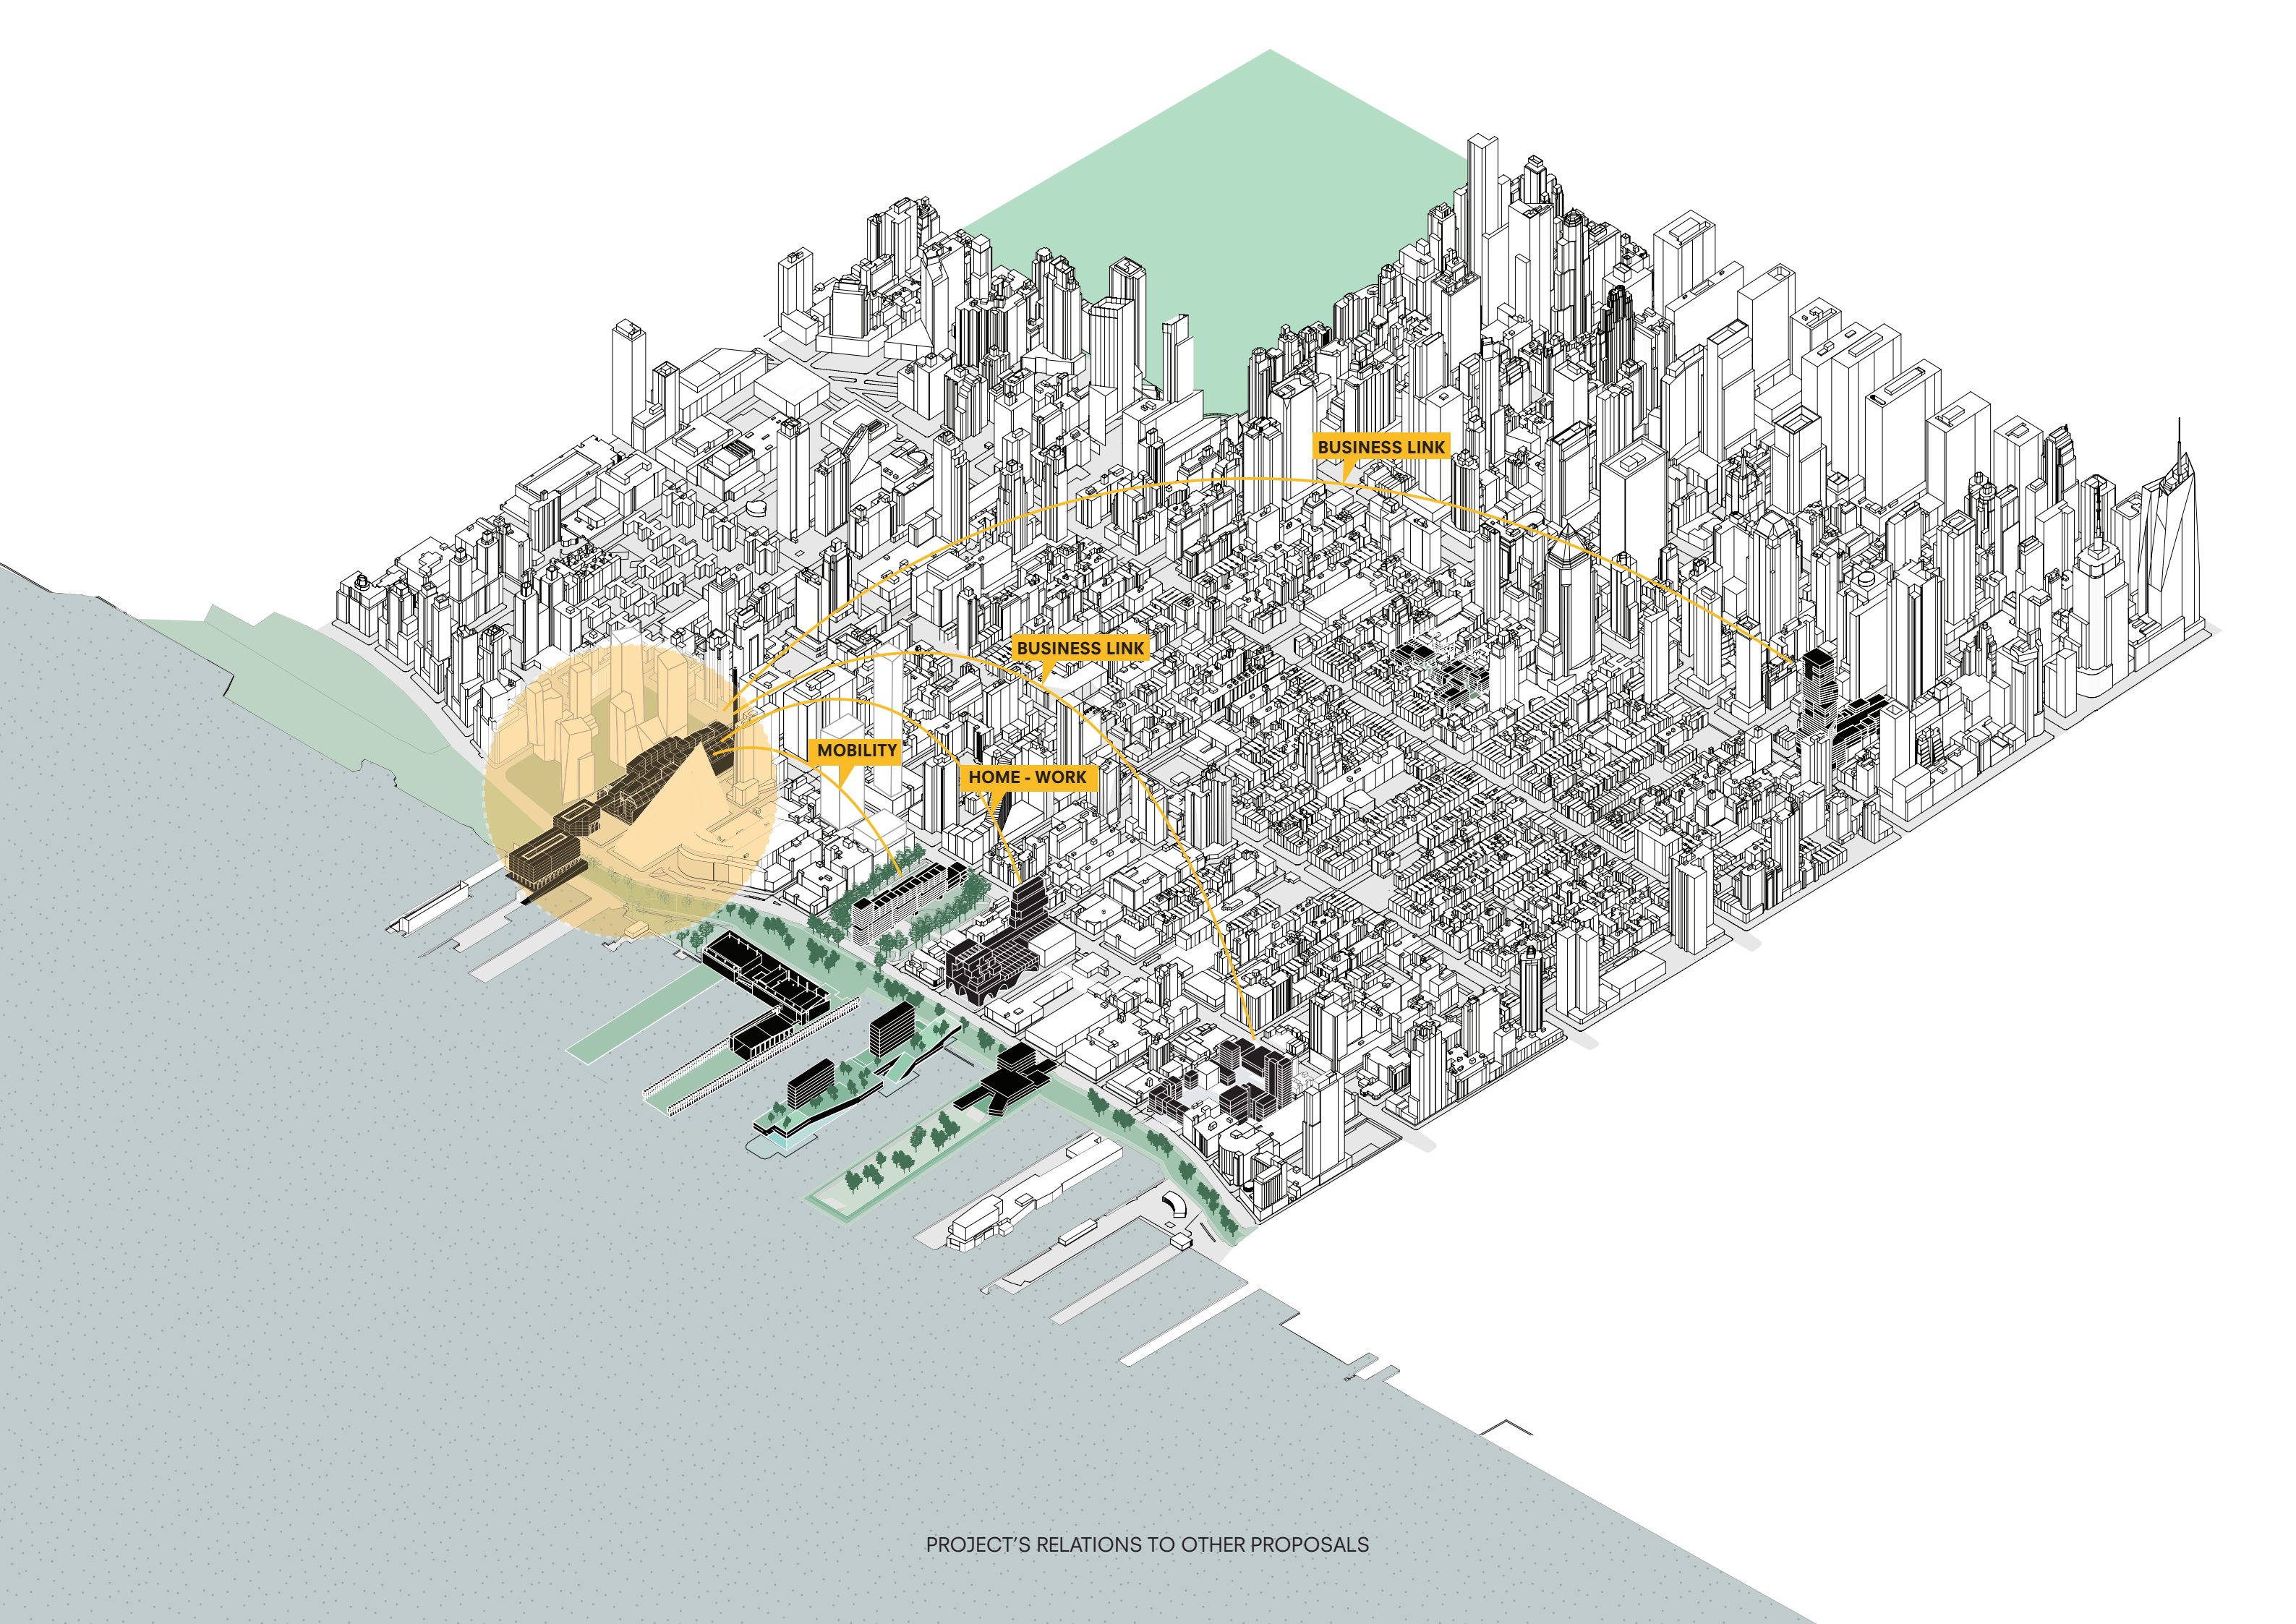 BUSINESS LINK
BUSINESS LINK
MOBILITY
HOME - WORK
PROJECT’S RELATIONS TO OTHER PROPOSALS